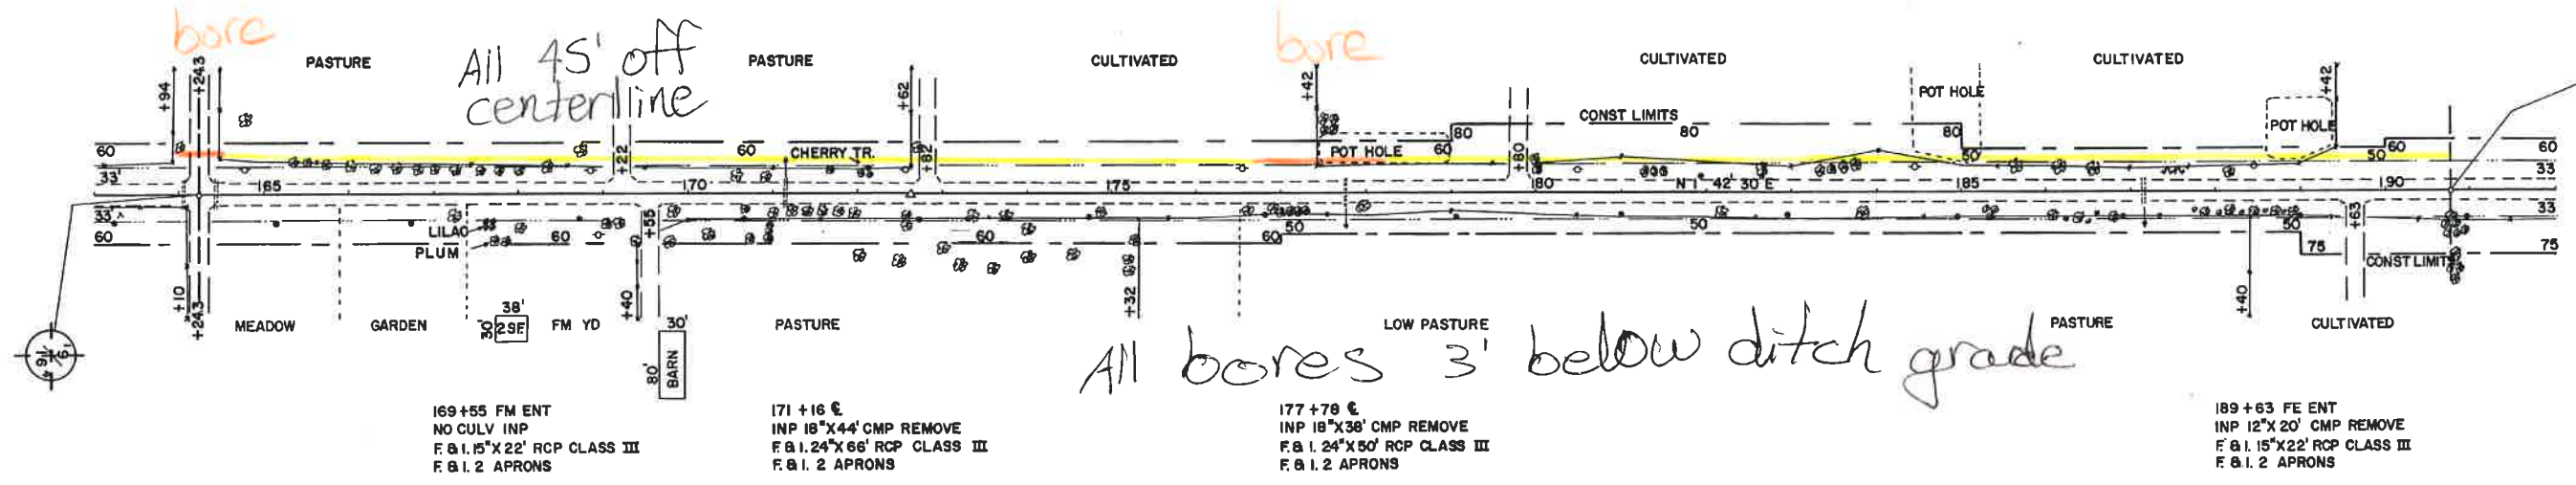 bore
bore
All 45' off
centerline
PASTURE
PASTURE
CULTIVATED
CULTIVATED
CULTIVATED
+94
+243
+62
+42
+42
POT HOLE
CONST LIMITS
80
80
80
POT HOLE
60
+22
60
CHERRY TR.
+82
POT HOLE
60
+80
50
50
60
60
33'
165
170
175
180
N 1° 42' 30" E
185
190
33
33'
LILAC
+55
50
50
50
+63
33
60
PLUM
60
60
60
75
CONST LIMITS
75
+10
+243
+40
+32
+40
MEADOW
GARDEN
38'
30'
2SF
FM YD
30'
80'
BARN
PASTURE
LOW PASTURE
PASTURE
CULTIVATED
All bores 3' below ditch grade
169+55 FM ENT
NO CULV INP
F. & I. 15"X22' RCP CLASS III
F. & I. 2 APRONS
171+16 ℄
INP 18"X44' CMP REMOVE
F. & I. 24"X66' RCP CLASS III
F. & I. 2 APRONS
177+78 ℄
INP 18"X38' CMP REMOVE
F. & I. 24"X50' RCP CLASS III
F. & I. 2 APRONS
189+63 FE ENT
INP 12"X20' CMP REMOVE
F. & I. 15"X22' RCP CLASS III
F. & I. 2 APRONS